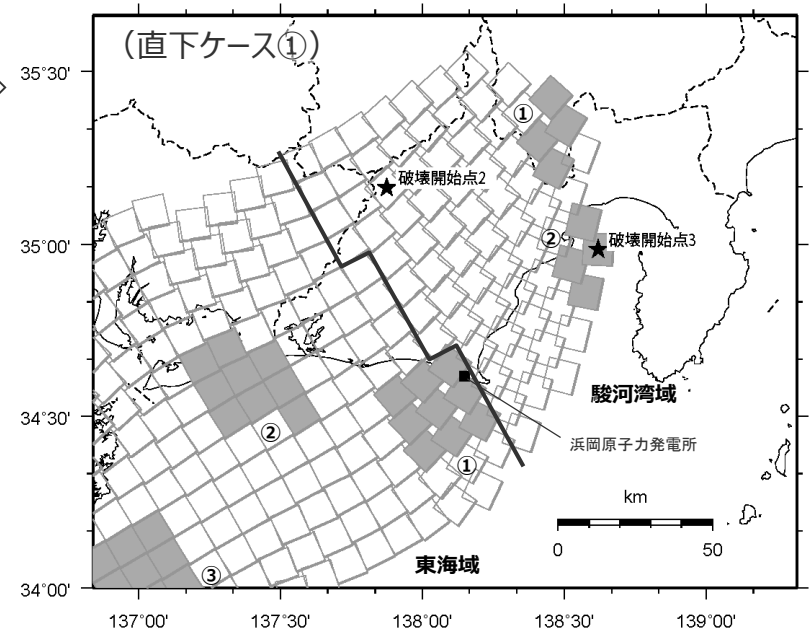 （直下ケース①）
35°30'
①
破壊開始点2
35°00'
②
破壊開始点3
駿河湾域
34°30'
②
浜岡原子力発電所
①
km
0 50
東海域
③
34°00'
137°00' 137°30' 138°00' 138°30' 139°00'